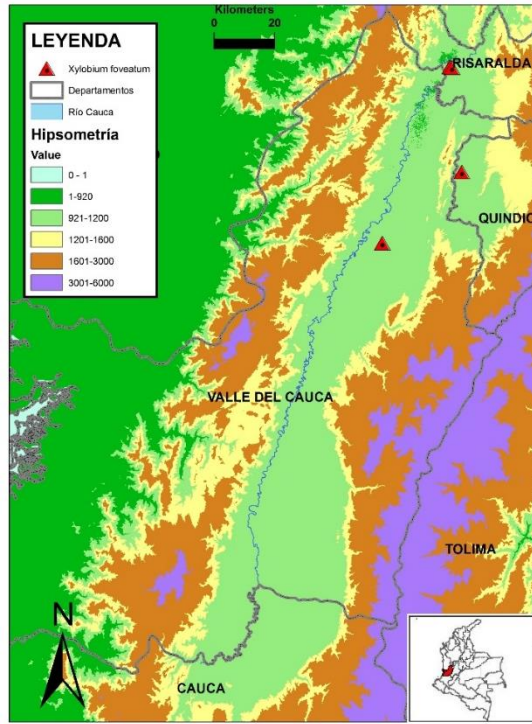 Kilometers
0 20
LEYENDA
Xylobium foveatum
Departamentos
Río Cauca
Hipsometría
Value
0 - 1
1-920
921-1200
1201-1600
1601-3000
3001-6000
RISARALDA
QUINDIO
VALLE DEL CAUCA
TOLIMA
N
CAUCA